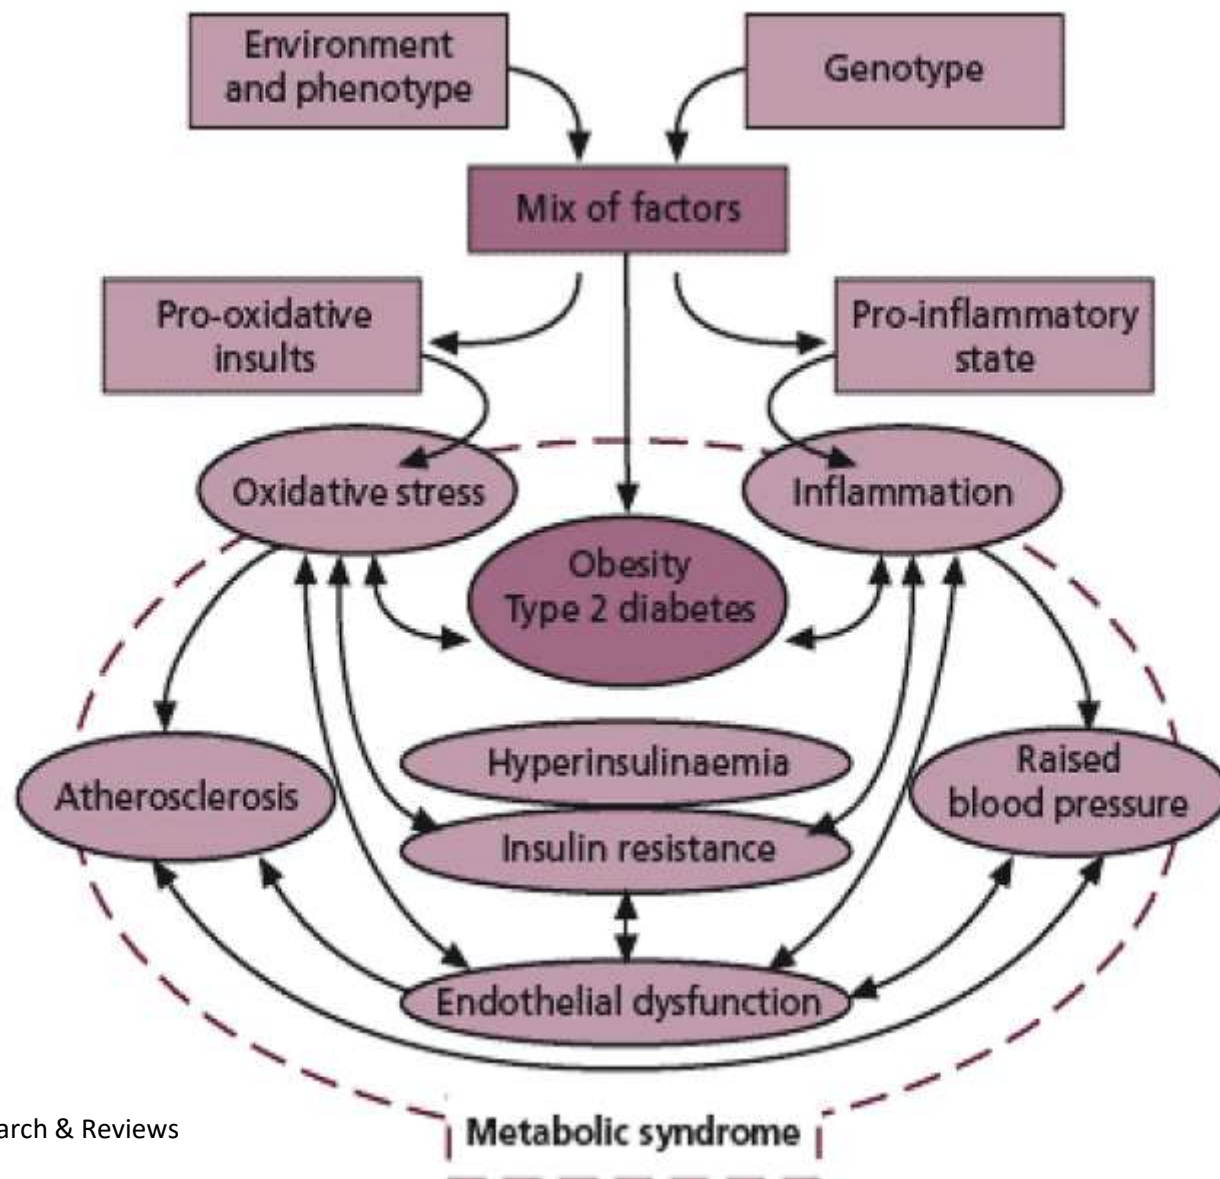 Environment
and phenotype
Genotype
Mix of factors
Pro-oxidative
insults
Pro-inflammatory
state
Oxidative stress
Inflammation
Obesity
Type 2 diabetes
Hyperinsulinaemia
Atherosclerosis
Raised
blood pressure
Insulin resistance
Endothelial dysfunction
& Reviews
Metabolic syndrome